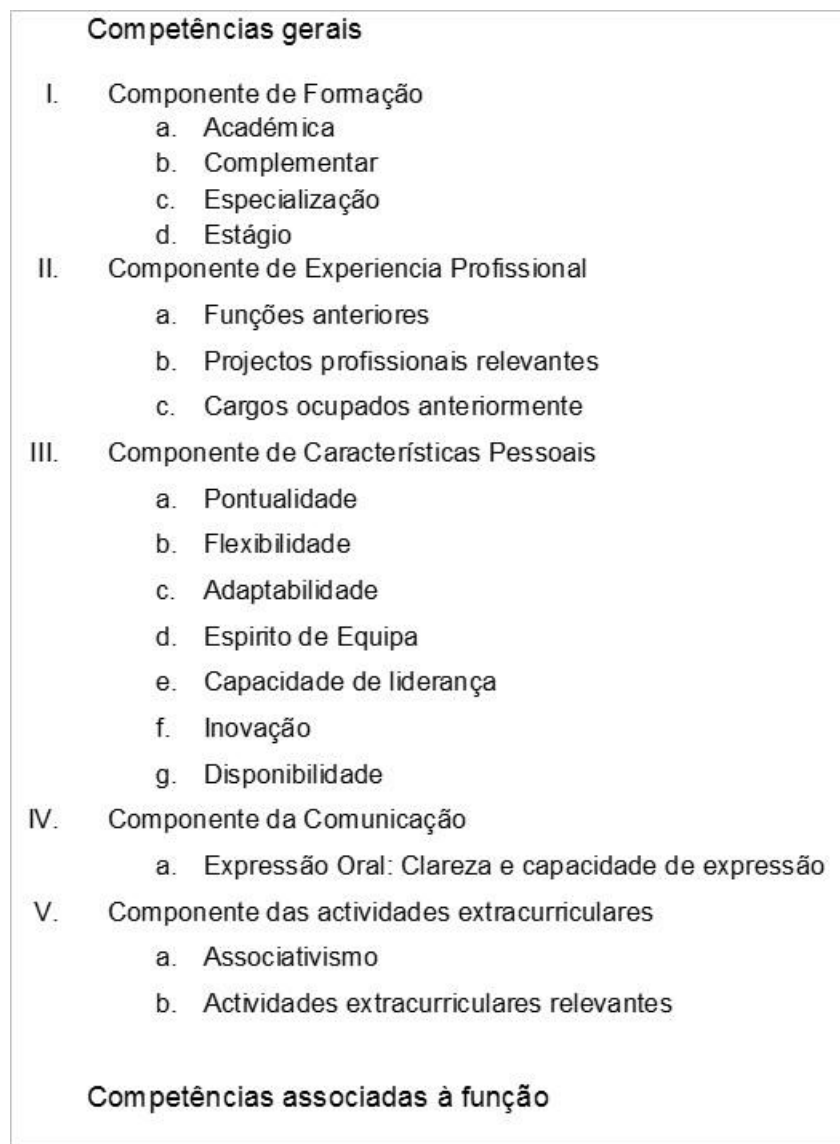 Competências gerais
I. Componente de Formação
a. Académica
b. Complementar
c. Especialização
d. Estágio
II. Componente de Experiencia Profissional
a. Funções anteriores
b. Projectos profissionais relevantes
c. Cargos ocupados anteriormente
III. Componente de Características Pessoais
a. Pontualidade
b. Flexibilidade
c. Adaptabilidade
d. Espirito de Equipa
e. Capacidade de liderança
f. Inovação
g. Disponibilidade
IV. Componente da Comunicação
a. Expressão Oral: Clareza e capacidade de expressão
V. Componente das actividades extracurriculares
a. Associativismo
b. Actividades extracurriculares relevantes
Competências associadas à função